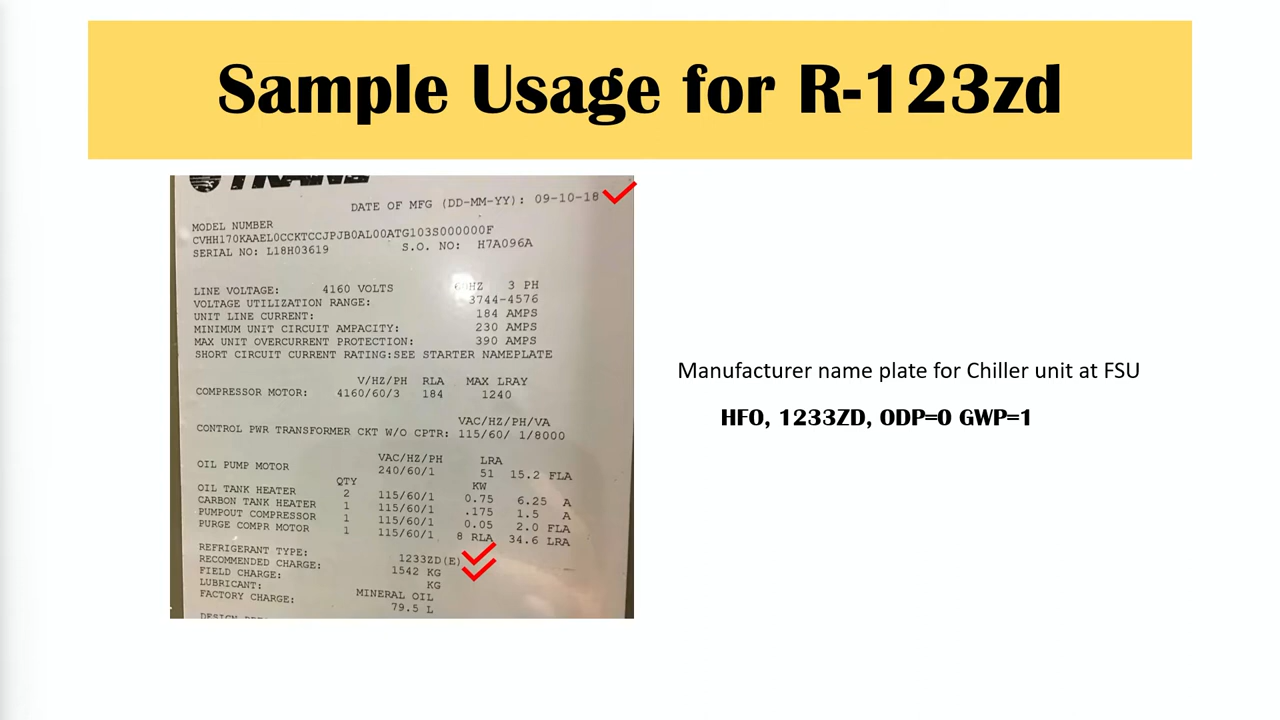 Sample Usage for R-123zd
TRANE
DATE OF MFG (DD-MM-YY): 09-10-18
MODEL NUMBER
CVHH170KAAEL0CCKTCCJPJB0AL00ATG103S000000F
SERIAL NO: L18H03619 S.O. NO: H7A096A
LINE VOLTAGE: 4160 VOLTS 60HZ 3 PH
VOLTAGE UTILIZATION RANGE: 3744-4576
UNIT LINE CURRENT: 184 AMPS
MINIMUM UNIT CIRCUIT AMPACITY: 230 AMPS
MAX UNIT OVERCURRENT PROTECTION: 390 AMPS
SHORT CIRCUIT CURRENT RATING:SEE STARTER NAMEPLATE
V/HZ/PH RLA MAX LRAY
COMPRESSOR MOTOR: 4160/60/3 184 1240
VAC/HZ/PH/VA
CONTROL PWR TRANSFORMER CKT W/O CPTR: 115/60/ 1/8000
VAC/HZ/PH LRA
OIL PUMP MOTOR 240/60/1 51 15.2 FLA
QTY KW
OIL TANK HEATER 2 115/60/1 0.75 6.25 A
CARBON TANK HEATER 1 115/60/1 .175 1.5 A
PUMPOUT COMPRESSOR 1 115/60/1 0.05 2.0 FLA
PURGE COMPR MOTOR 1 115/60/1 8 RLA 34.6 LRA
REFRIGERANT TYPE: 1233ZD(E)
RECOMMENDED CHARGE: 1542 KG
FIELD CHARGE: KG
LUBRICANT: MINERAL OIL
FACTORY CHARGE: 79.5 L
Manufacturer name plate for Chiller unit at FSU
HFO, 1233ZD, ODP=0 GWP=1